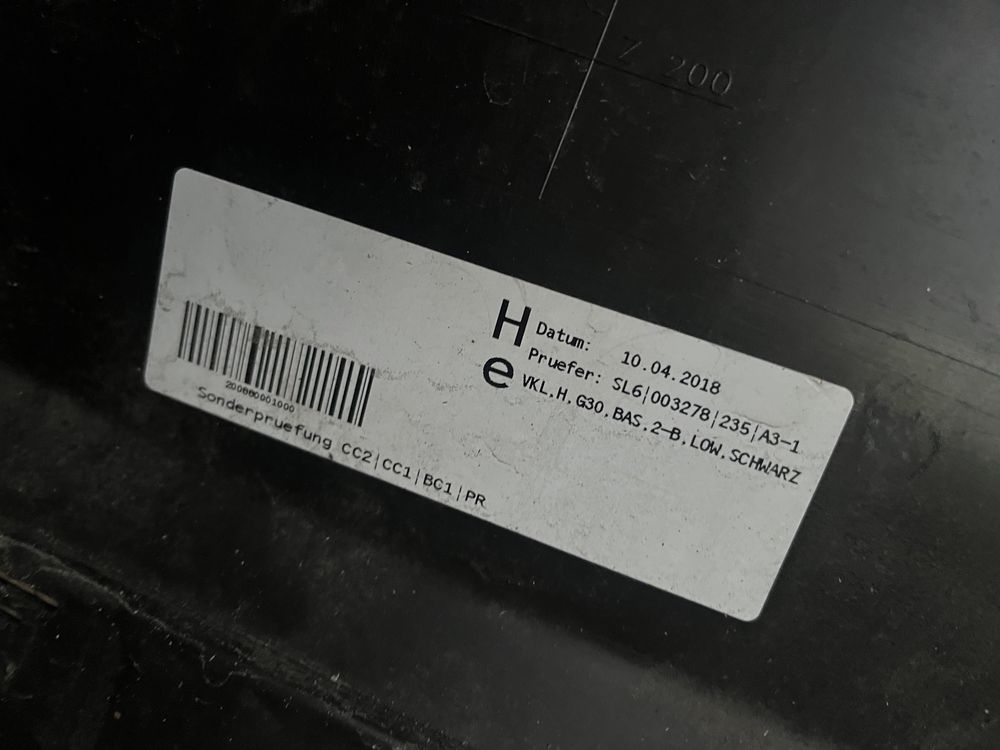 Z 200
H
e
Datum: 10.04.2018
Pruefer: SL6|003278|235|A3-1
VKL.H.G30.BAS.2-B.LOW.SCHWARZ
200600001000
Sonderpruefung CC2|CC1|BC1|PR